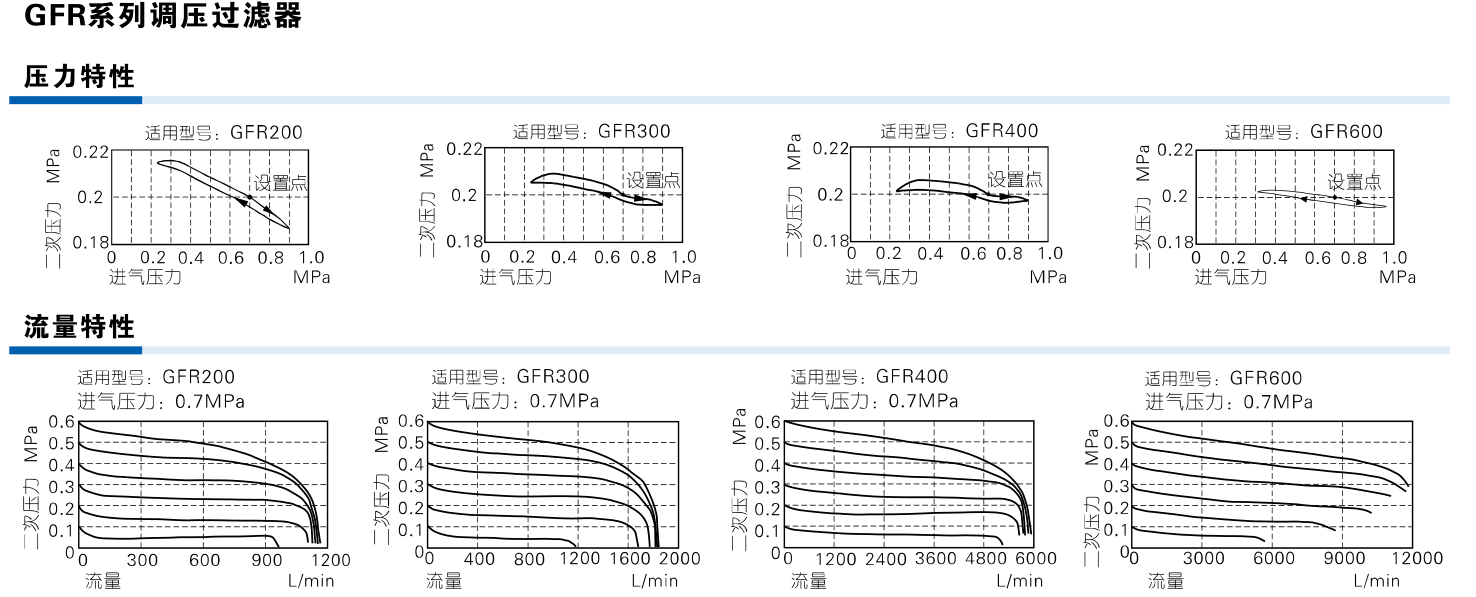 GFR系列调压过滤器
压力特性
适用型号：GFR200
二次压力 MPa
0.22
0.2
0.18
设置点
0 0.2 0.4 0.6 0.8 1.0
进气压力 MPa
适用型号：GFR300
二次压力 MPa
0.22
0.2
0.18
设置点
0 0.2 0.4 0.6 0.8 1.0
进气压力 MPa
适用型号：GFR400
二次压力 MPa
0.22
0.2
0.18
设置点
0 0.2 0.4 0.6 0.8 1.0
进气压力 MPa
适用型号：GFR600
二次压力 MPa
0.22
0.2
0.18
设置点
0 0.2 0.4 0.6 0.8 1.0
进气压力 MPa
流量特性
适用型号：GFR200
进气压力：0.7MPa
二次压力 MPa
0.6
0.5
0.4
0.3
0.2
0.1
0
0 300 600 900 1200
流量 L/min
适用型号：GFR300
进气压力：0.7MPa
二次压力 MPa
0.6
0.5
0.4
0.3
0.2
0.1
0
0 400 800 1200 1600 2000
流量 L/min
适用型号：GFR400
进气压力：0.7MPa
二次压力 MPa
0.6
0.5
0.4
0.3
0.2
0.1
0
0 1200 2400 3600 4800 6000
流量 L/min
适用型号：GFR600
进气压力：0.7MPa
二次压力 MPa
0.6
0.5
0.4
0.3
0.2
0.1
0
0 3000 6000 9000 12000
流量 L/min